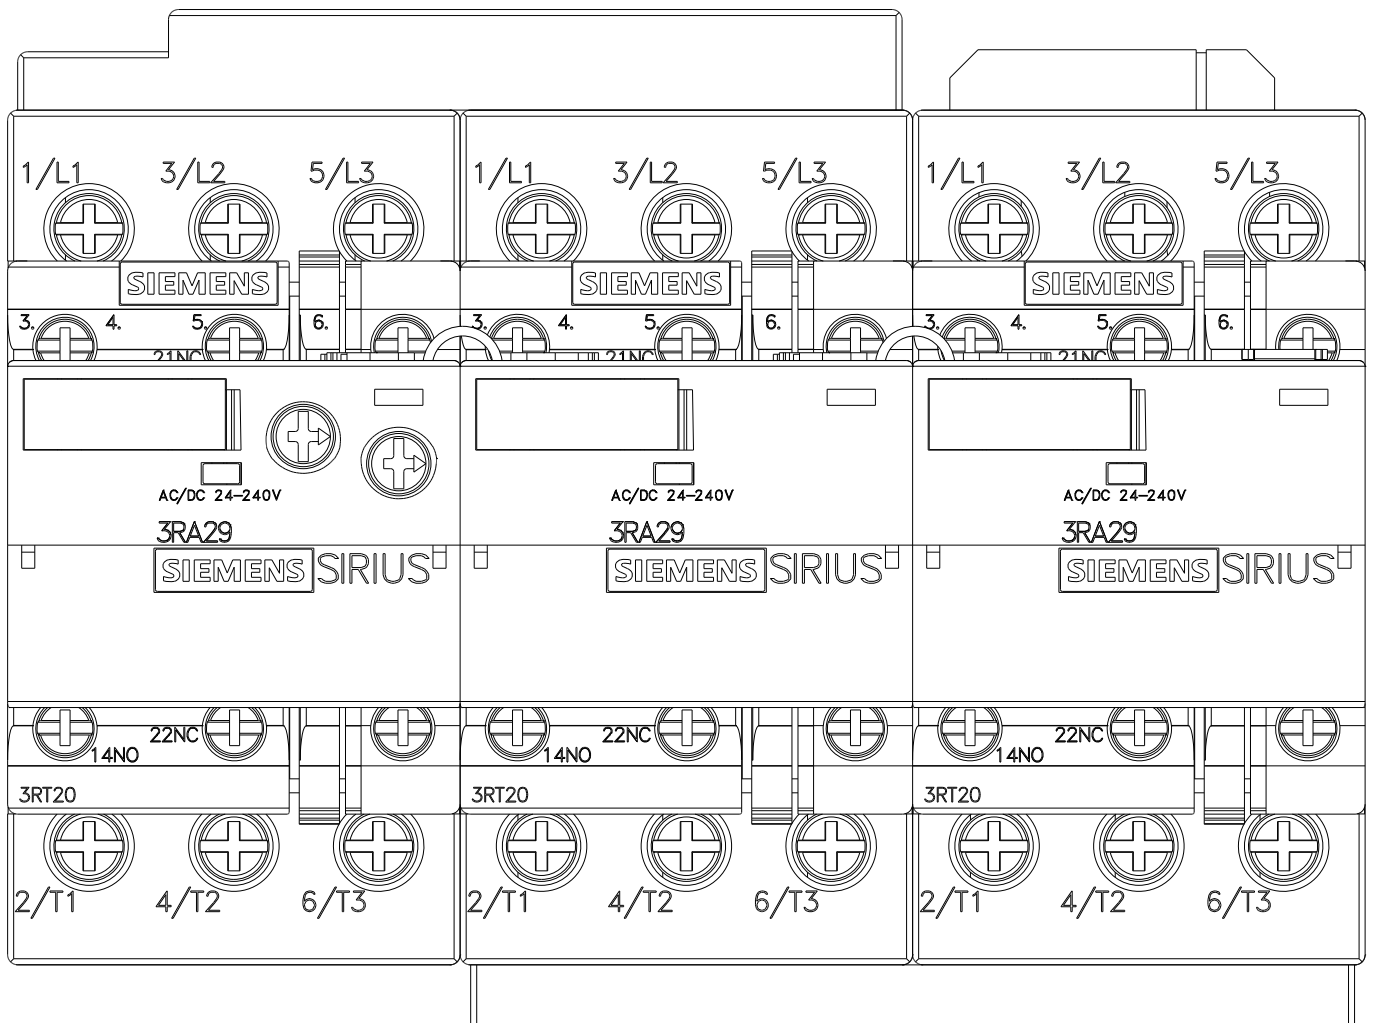 1/L1 3/L2 5/L3 1/L1 3/L2 5/L3 1/L1 3/L2 5/L3
SIEMENS SIEMENS SIEMENS
3. 4. 5. 6. 3. 4. 5. 6. 3. 4. 5. 6.
21NC 21NC 21NC
AC/DC 24-240V AC/DC 24-240V AC/DC 24-240V
3RA29 3RA29 3RA29
SIEMENS SIRIUS SIEMENS SIRIUS SIEMENS SIRIUS
22NC 22NC 22NC
14NO 14NO 14NO
3RT20 3RT20 3RT20
2/T1 4/T2 6/T3 2/T1 4/T2 6/T3 2/T1 4/T2 6/T3